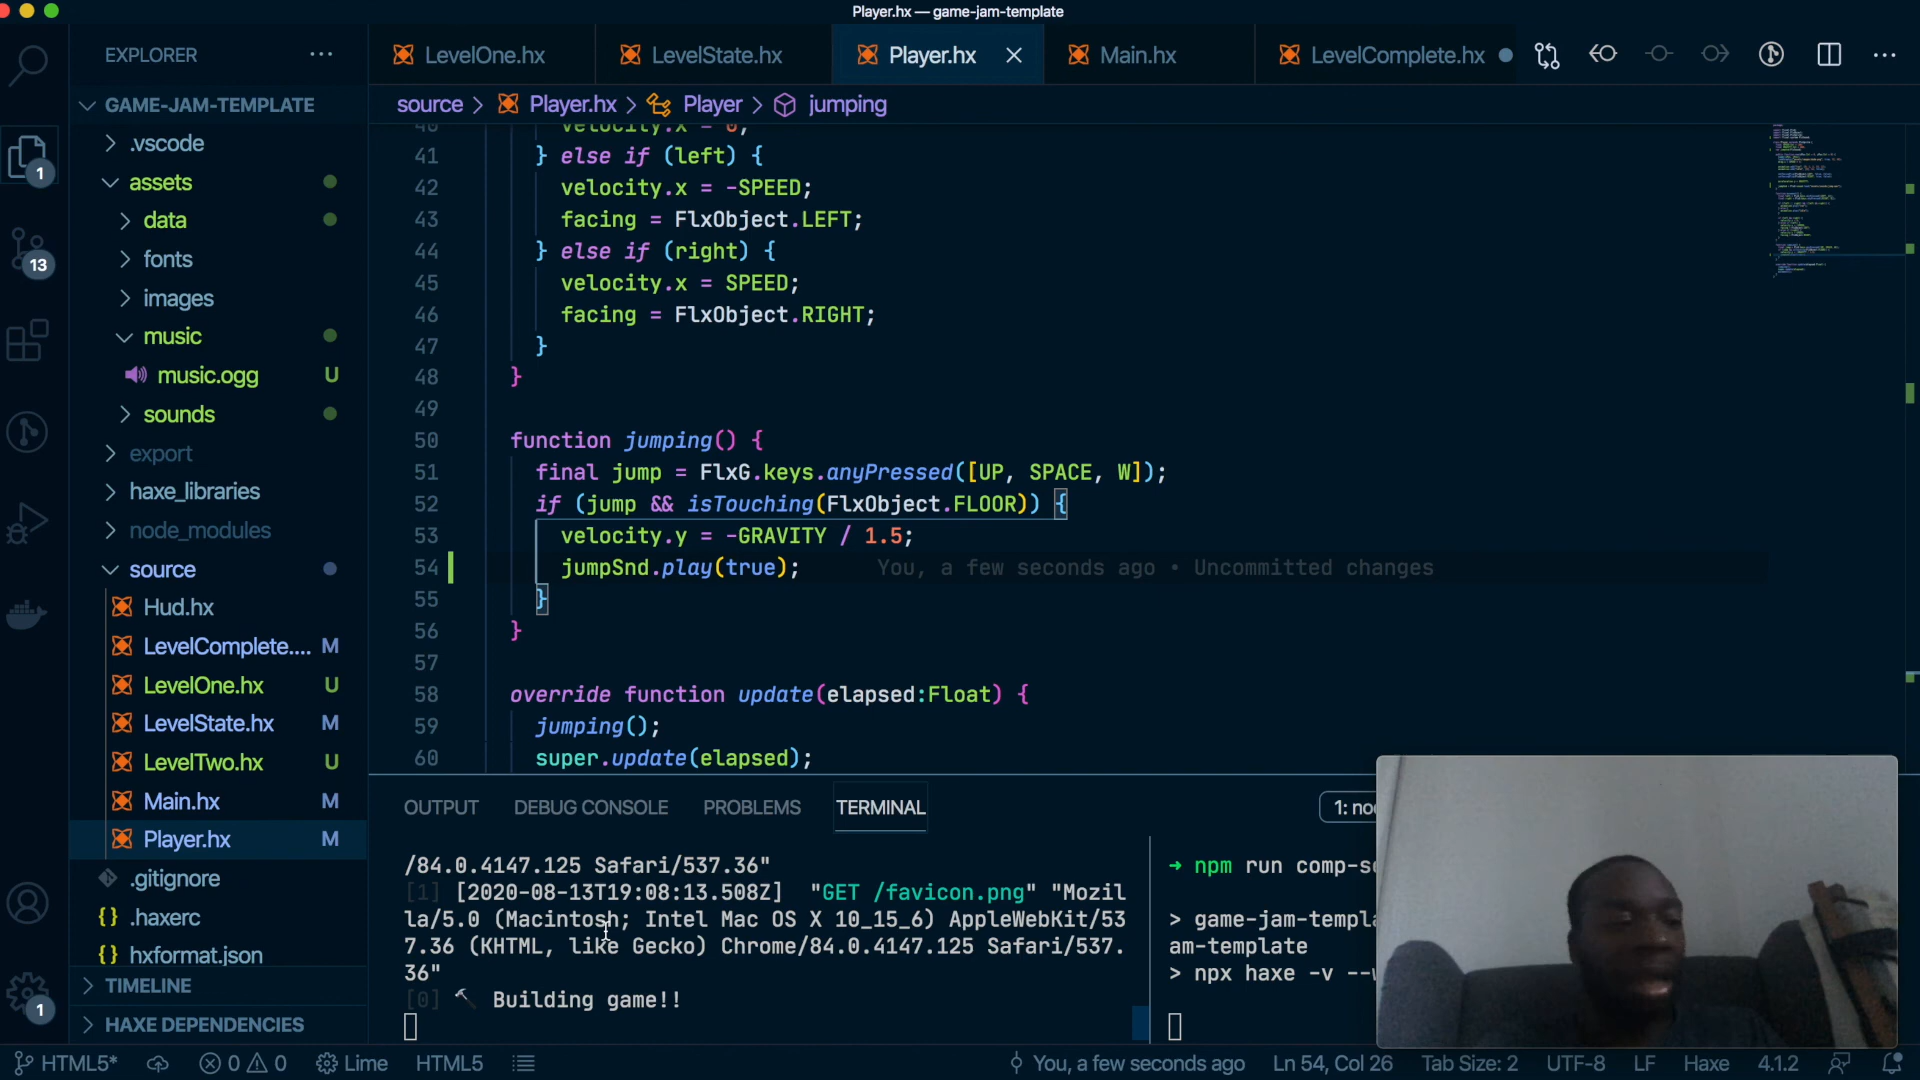 Player.hx — game-jam-template
EXPLORER
LevelOne.hx
LevelState.hx
Player.hx
Main.hx
LevelComplete.hx
GAME-JAM-TEMPLATE
source > Player.hx > Player > jumping
.vscode
assets
data
fonts
images
music
music.ogg U
sounds
export
haxe_libraries
node_modules
source
Hud.hx
LevelComplete.... M
LevelOne.hx U
LevelState.hx M
LevelTwo.hx U
Main.hx M
Player.hx M
.gitignore
{} .haxerc
{} hxformat.json
TIMELINE
HAXE DEPENDENCIES
1
13
1
40 velocity.x = 0;
41 } else if (left) {
42 velocity.x = -SPEED;
43 facing = FlxObject.LEFT;
44 } else if (right) {
45 velocity.x = SPEED;
46 facing = FlxObject.RIGHT;
47 }
48 }
49
50 function jumping() {
51 final jump = FlxG.keys.anyPressed([UP, SPACE, W]);
52 if (jump && isTouching(FlxObject.FLOOR)) {
53 velocity.y = -GRAVITY / 1.5;
54 jumpSnd.play(true); You, a few seconds ago • Uncommitted changes
55 }
56 }
57
58 override function update(elapsed:Float) {
59 jumping();
60 super.update(elapsed);
OUTPUT DEBUG CONSOLE PROBLEMS TERMINAL
1: no
/84.0.4147.125 Safari/537.36"
[1] [2020-08-13T19:08:13.508Z] "GET /favicon.png" "Mozil
la/5.0 (Macintosh; Intel Mac OS X 10_15_6) AppleWebKit/53
7.36 (KHTML, like Gecko) Chrome/84.0.4147.125 Safari/537.
36"
[0] Building game!!
→ npm run comp-se
> game-jam-templa
am-template
> npx haxe -v --w
HTML5* 0 0 Lime HTML5 You, a few seconds ago Ln 54, Col 26 Tab Size: 2 UTF-8 LF Haxe 4.1.2